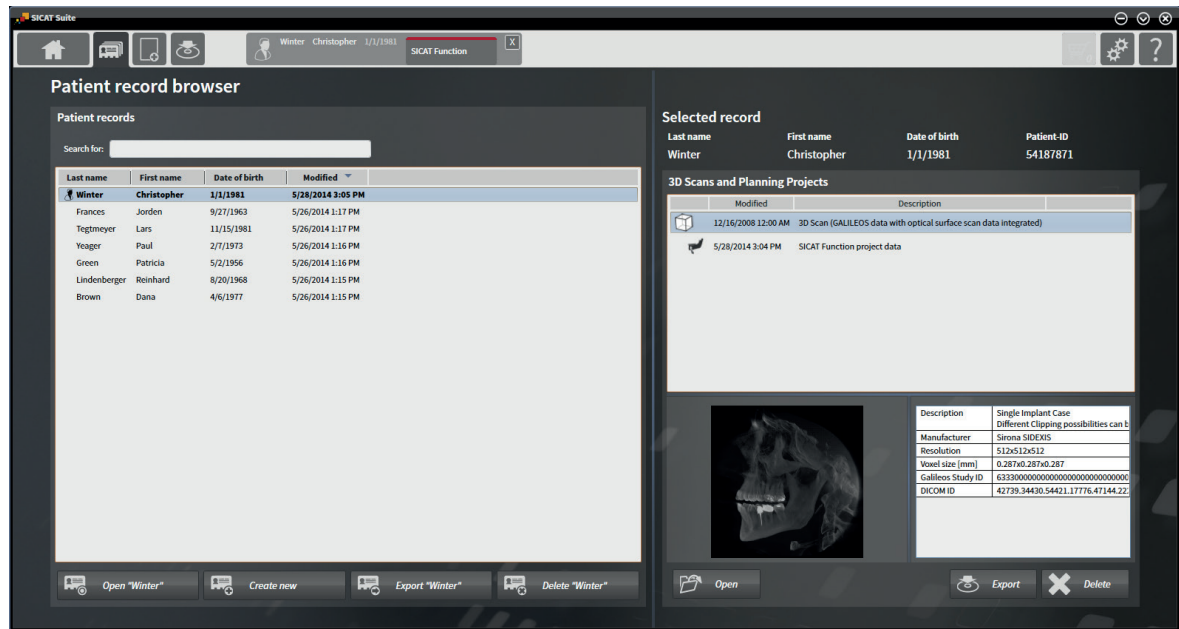 SICAT Suite
Winter Christopher 1/1/1981 SICAT Function X
?
Patient record browser
Patient records
Search for:
Last name First name Date of birth Modified
Winter Christopher 1/1/1981 5/28/2014 3:05 PM
Frances Jorden 9/27/1963 5/26/2014 1:17 PM
Tegtmeyer Lars 11/15/1981 5/26/2014 1:17 PM
Yeager Paul 2/7/1973 5/26/2014 1:16 PM
Green Patricia 5/2/1956 5/26/2014 1:16 PM
Lindenberger Reinhard 8/20/1968 5/26/2014 1:15 PM
Brown Dana 4/6/1977 5/26/2014 1:15 PM
Open "Winter" Create new Export "Winter" Delete "Winter"
Selected record
Last name First name Date of birth Patient-ID
Winter Christopher 1/1/1981 54187871
3D Scans and Planning Projects
Modified Description
12/16/2008 12:00 AM 3D Scan (GALILEOS data with optical surface scan data integrated)
5/28/2014 3:04 PM SICAT Function project data
Description Single Implant Case
Different Clipping possibilities can b
Manufacturer Sirona SIDEXIS
Resolution 512x512x512
Voxel size [mm] 0.287x0.287x0.287
Galileos Study ID
DICOM ID 42739.34430.54421.17776.47144.22
Open Export Delete